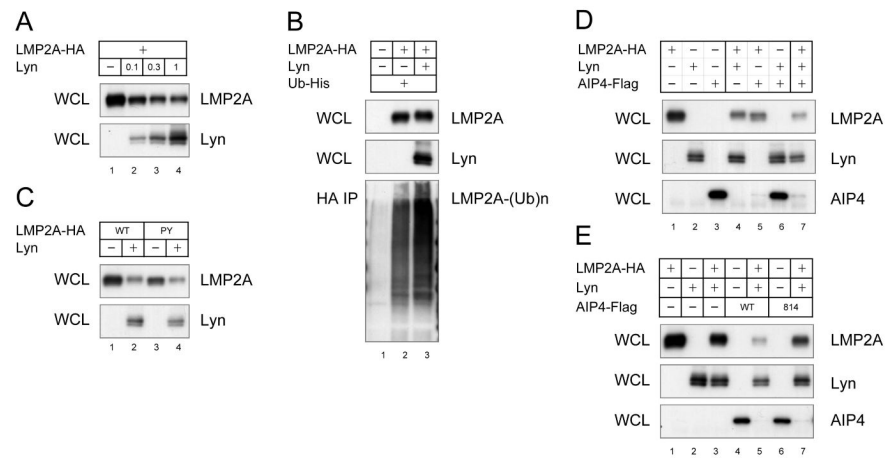 A
LMP2A-HA +
Lyn − 0.1 0.3 1
WCL LMP2A
WCL Lyn
1 2 3 4
B
LMP2A-HA − + +
Lyn − − +
Ub-His +
WCL LMP2A
WCL Lyn
HA IP LMP2A-(Ub)n
1 2 3
C
LMP2A-HA WT PY
Lyn − + − +
WCL LMP2A
WCL Lyn
1 2 3 4
D
LMP2A-HA + − − + + − +
Lyn − + − + − + +
AIP4-Flag − − + − + + +
WCL LMP2A
WCL Lyn
WCL AIP4
1 2 3 4 5 6 7
E
LMP2A-HA + − + − + − +
Lyn − + + − + − +
AIP4-Flag − − − WT 814
WCL LMP2A
WCL Lyn
WCL AIP4
1 2 3 4 5 6 7